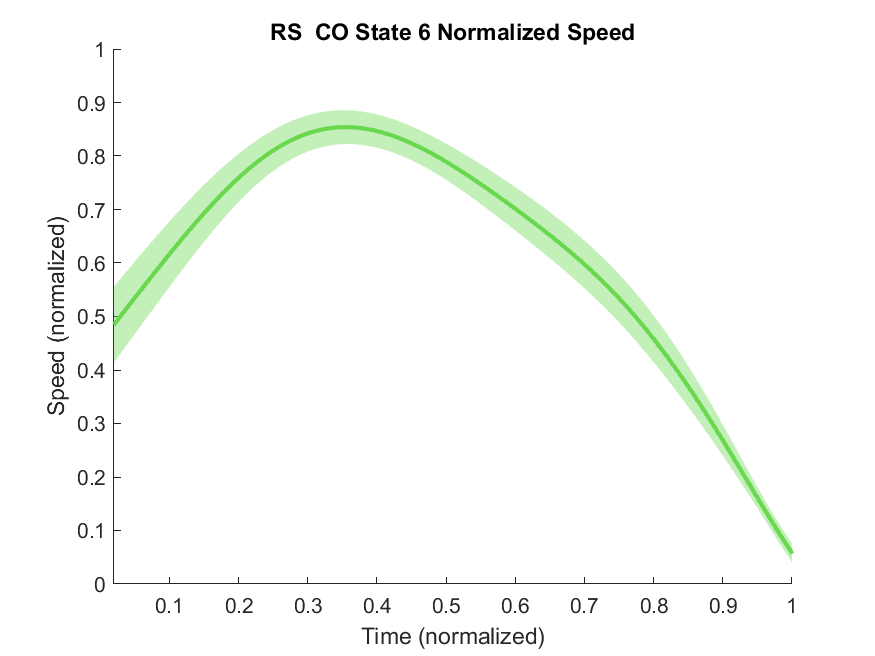 RS  CO State 6 Normalized Speed
1
0.9
0.8
0.7
0.6
0.5
0.4
0.3
0.2
0.1
0
Speed (normalized)
0.1 0.2 0.3 0.4 0.5 0.6 0.7 0.8 0.9 1
Time (normalized)